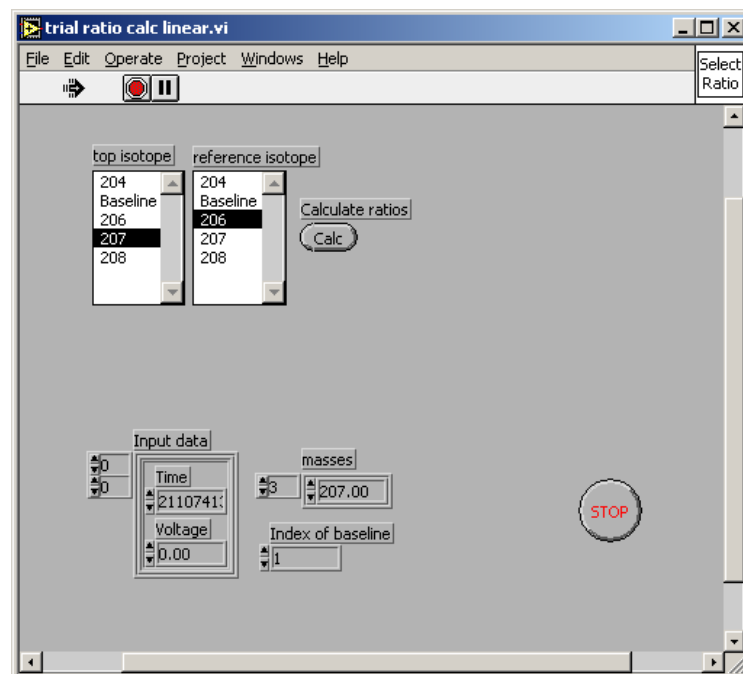 trial ratio calc linear.vi
File Edit Operate Project Windows Help
Select
Ratio
top isotope
204
Baseline
206
207
208
reference isotope
204
Baseline
206
207
208
Calculate ratios
Calc
Input data
0
0
Time
Voltage
0.00
masses
3
207.00
Index of baseline
1
STOP